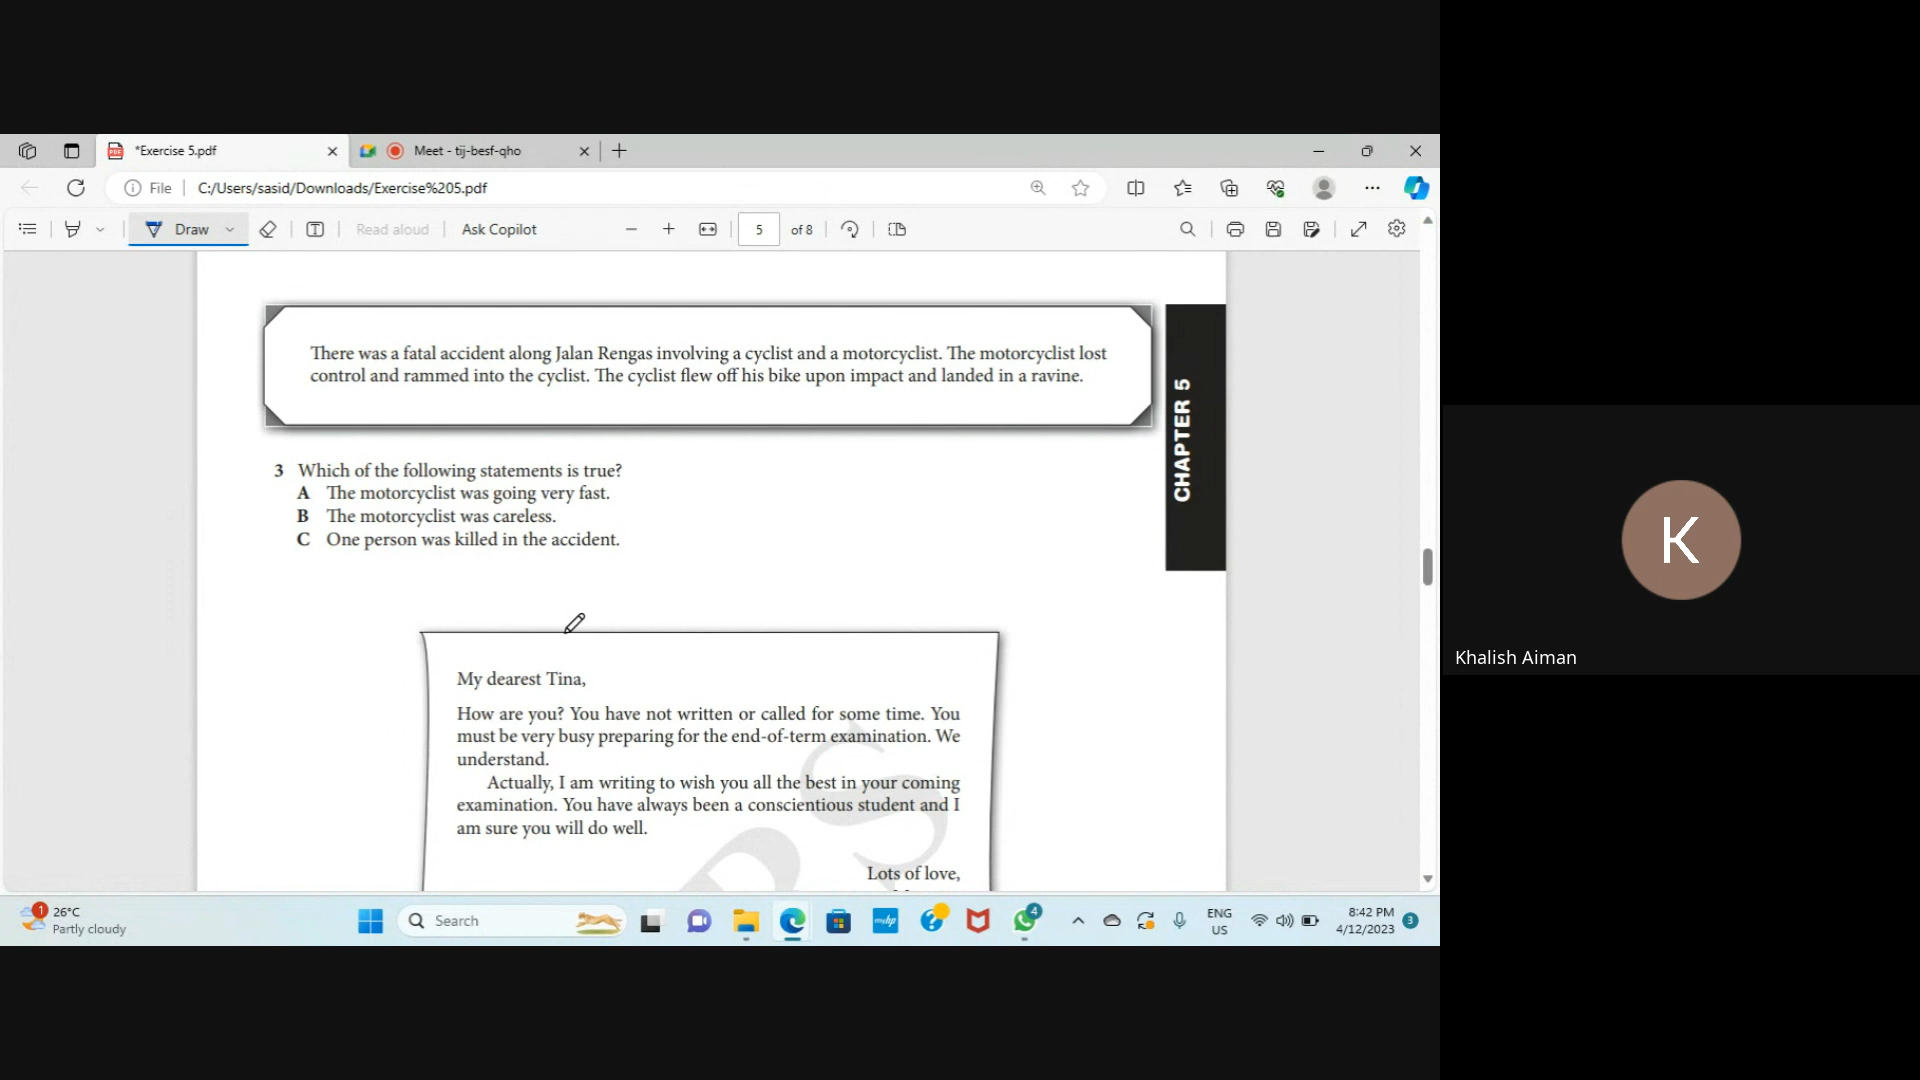 *Exercise 5.pdf
Meet - tij-besf-qho
File
C:/Users/sasid/Downloads/Exercise%205.pdf
Draw
Read aloud
Ask Copilot
5
of 8
There was a fatal accident along Jalan Rengas involving a cyclist and a motorcyclist. The motorcyclist lost
control and rammed into the cyclist. The cyclist flew off his bike upon impact and landed in a ravine.
CHAPTER 5
3 Which of the following statements is true?
A The motorcyclist was going very fast.
B The motorcyclist was careless.
C One person was killed in the accident.
My dearest Tina,
How are you? You have not written or called for some time. You
must be very busy preparing for the end-of-term examination. We
understand.
Actually, I am writing to wish you all the best in your coming
examination. You have always been a conscientious student and I
am sure you will do well.
Lots of love,
PS
K
Khalish Aiman
1
26°C
Partly cloudy
Search
myhp
4
ENG
US
8:42 PM
4/12/2023
3